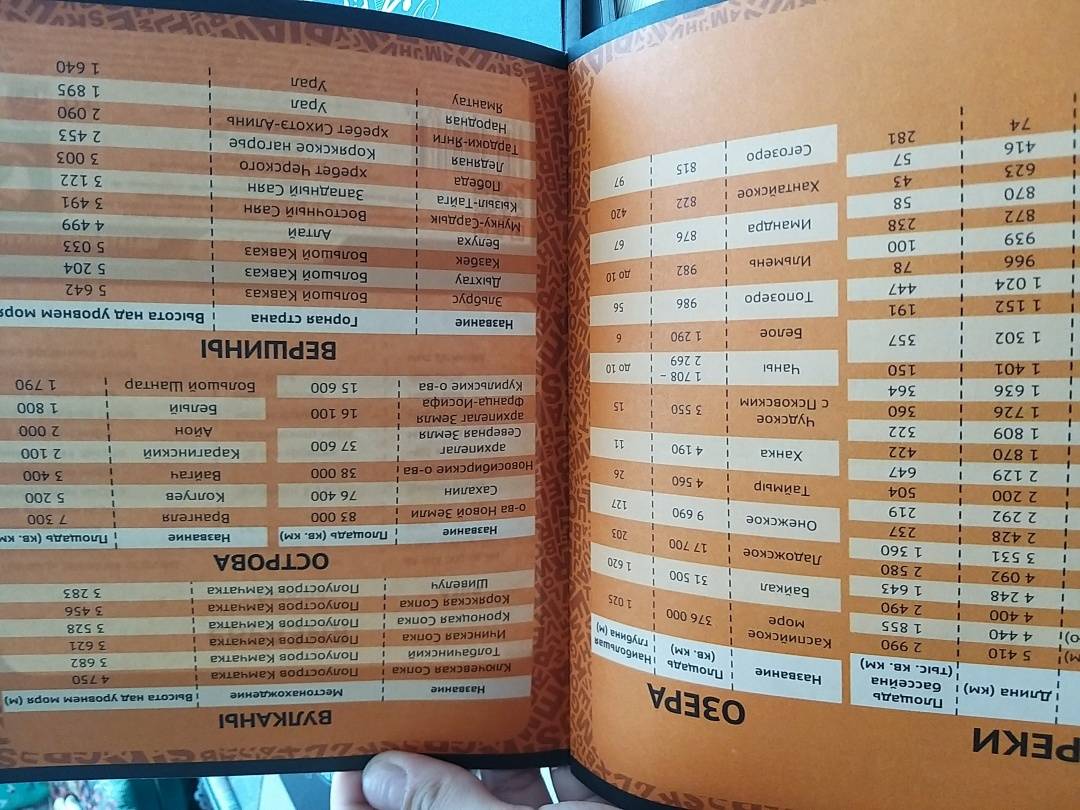 РЕКИ
Длина (км) Площадь бассейна (тыс. кв. км)
5 410 2 990
4 440 1 855
4 400 2 490
4 248 1 643
4 092 2 580
3 531 1 360
2 428 237
2 292 219
2 200 504
2 129 647
1 870 422
1 809 322
1 726 360
1 636 364
1 401 150
1 302 357
1 152 191
1 024 447
966 78
939 100
872 238
870 58
623 43
416 57
74 281
ОЗЕРА
Название Площадь (кв. км) Наибольшая глубина (м)
Каспийское море 376 000 1 025
Байкал 31 500 1 620
Ладожское 17 700 203
Онежское 9 690 127
Таймыр 4 560 26
Ханка 4 190 11
Чудское с Псковским 3 550 15
Чаны 1 708 – 2 269 до 10
Белое 1 290 6
Топозеро 986 56
Ильмень 982 до 10
Имандра 876 67
Хантайское 822 420
Сегозеро 815 97
ВУЛКАНЫ
Название Местонахождение Высота над уровнем моря (м)
Ключевская Сопка Полуостров Камчатка 4 750
Толбачинский Полуостров Камчатка 3 682
Ичинская Сопка Полуостров Камчатка 3 621
Кроноцкая Сопка Полуостров Камчатка 3 528
Корякская Сопка Полуостров Камчатка 3 456
Шивелуч Полуостров Камчатка 3 283
ОСТРОВА
Название Площадь (кв. км) Название Площадь (кв. км
о-ва Новой Земли 83 000 Врангеля 7 300
Сахалин 76 400 Колгуев 5 200
Новосибирские о-ва 38 000 Вайгач 3 400
архипелаг Северная Земля 37 600 Карагинский 2 100
Айон 2 000
архипелаг Земля Франца-Иосифа 16 100 Белый 1 800
Курильские о-ва 15 600 Большой Шантар 1 790
ВЕРШИНЫ
Название Горная страна Высота над уровнем моря
Эльбрус Большой Кавказ 5 642
Дыхтау Большой Кавказ 5 204
Казбек Большой Кавказ 5 033
Белуха Алтай 4 499
Мунку-Сардык Восточный Саян 3 491
Кызыл-Тайга Западный Саян 3 122
Победа хребет Черского 3 003
Ледяная Корякское нагорье 2 453
Тардоки-Янги хребет Сихотэ-Алинь 2 090
Народная Урал 1 895
Ямантау Урал 1 640